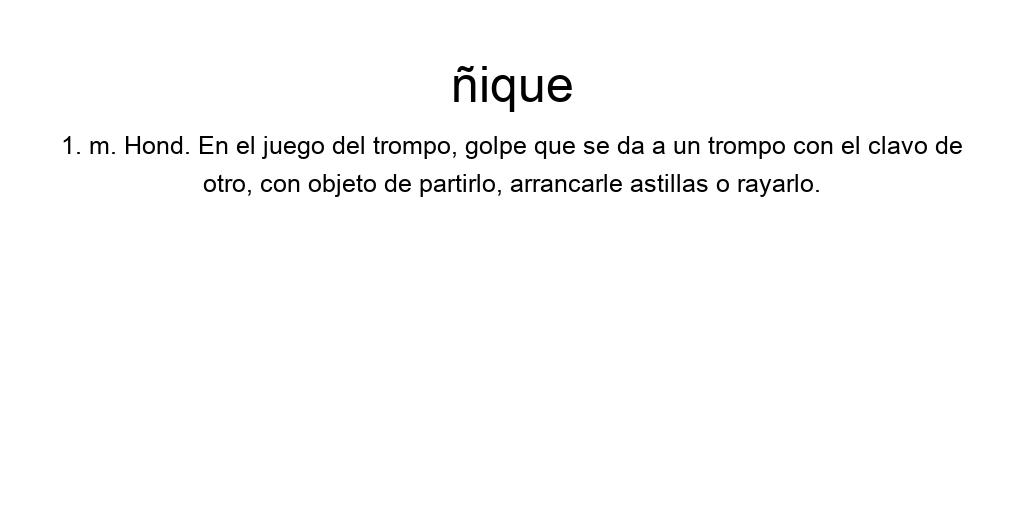 ñique
1. m. Hond. En el juego del trompo, golpe que se da a un trompo con el clavo de
otro, con objeto de partirlo, arrancarle astillas o rayarlo.